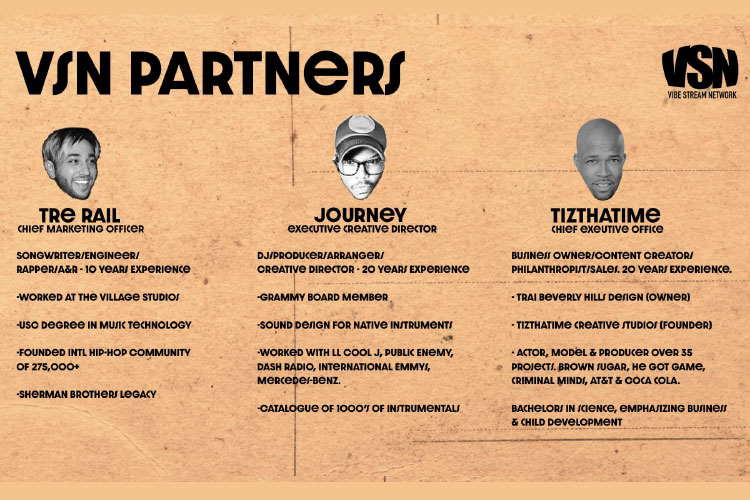 VSN PARTNERS
VSN
VIBE STREAM NETWORK
TRE RAIL
CHIEF MARKETING OFFICER
SONGWRITER/ENGINEER/
RAPPER/A&R - 10 YEARS EXPERIENCE
-WORKED AT THE VILLAGE STUDIOS
-USC DEGREE IN MUSIC TECHNOLOGY
-FOUNDED INTL HIP-HOP COMMUNITY
OF 275,000+
-SHERMAN BROTHERS LEGACY
JOURNEY
EXECUTIVE CREATIVE DIRECTOR
DJ/PRODUCER/ARRANGER/
CREATIVE DIRECTOR - 20 YEARS EXPERIENCE
-GRAMMY BOARD MEMBER
-SOUND DESIGN FOR NATIVE INSTRUMENTS
-WORKED WITH LL COOL J, PUBLIC ENEMY,
DASH RADIO, INTERNATIONAL EMMYS,
MERCEDES-BENZ.
-CATALOGUE OF 1000'S OF INSTRUMENTALS
TIZTHATIME
CHIEF EXEUTIVE OFFICE
BUSINESS OWNER/CONTENT CREATOR/
PHILANTHROPIST/SALES. 20 YEARS EXPERIENCE.
- TRAI BEVERLY HILLS DESIGN (OWNER)
- TIZTHATIME CREATIVE STUDIOS (FOUNDER)
- ACTOR, MODEL & PRODUCER OVER 35
PROJECTS. BROWN SUGAR, HE GOT GAME,
CRIMINAL MINDS, AT&T & COCA COLA.
BACHELORS IN SCIENCE, EMPHASIZING BUSINESS
& CHILD DEVELOPMENT